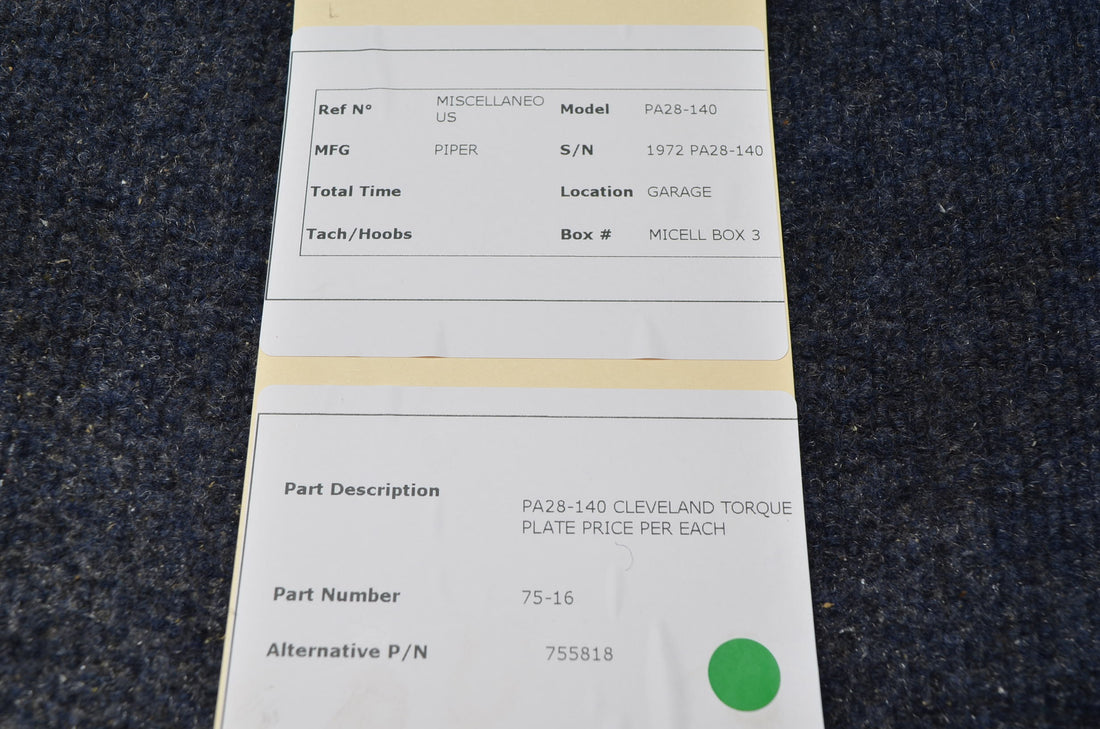 Ref N° MISCELLANEO Model PA28-140
US
MFG PIPER S/N 1972 PA28-140
Total Time Location GARAGE
Tach/Hoobs Box # MICELL BOX 3
Part Description
PA28-140 CLEVELAND TORQUE
PLATE PRICE PER EACH
Part Number 75-16
Alternative P/N 755818